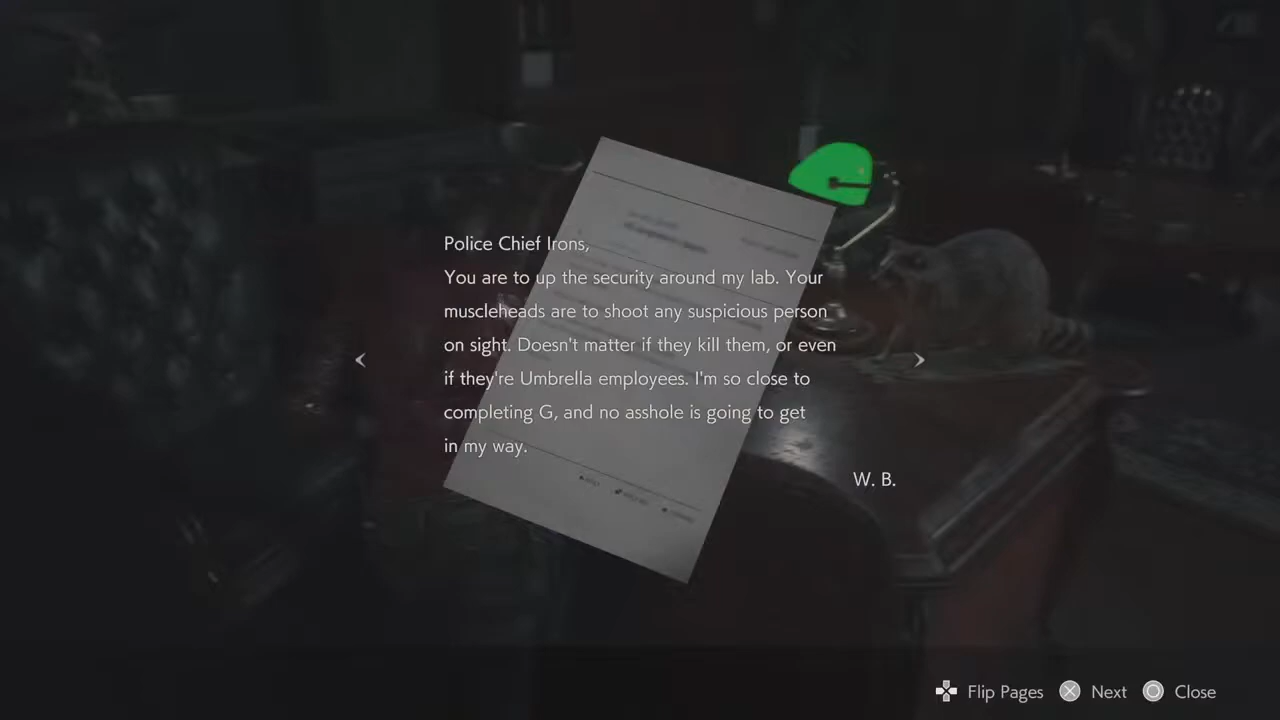 Police Chief Irons,
You are to up the security around my lab. Your
muscleheads are to shoot any suspicious person
on sight. Doesn't matter if they kill them, or even
if they're Umbrella employees. I'm so close to
completing G, and no asshole is going to get
in my way.
W. B.
Flip Pages Next Close